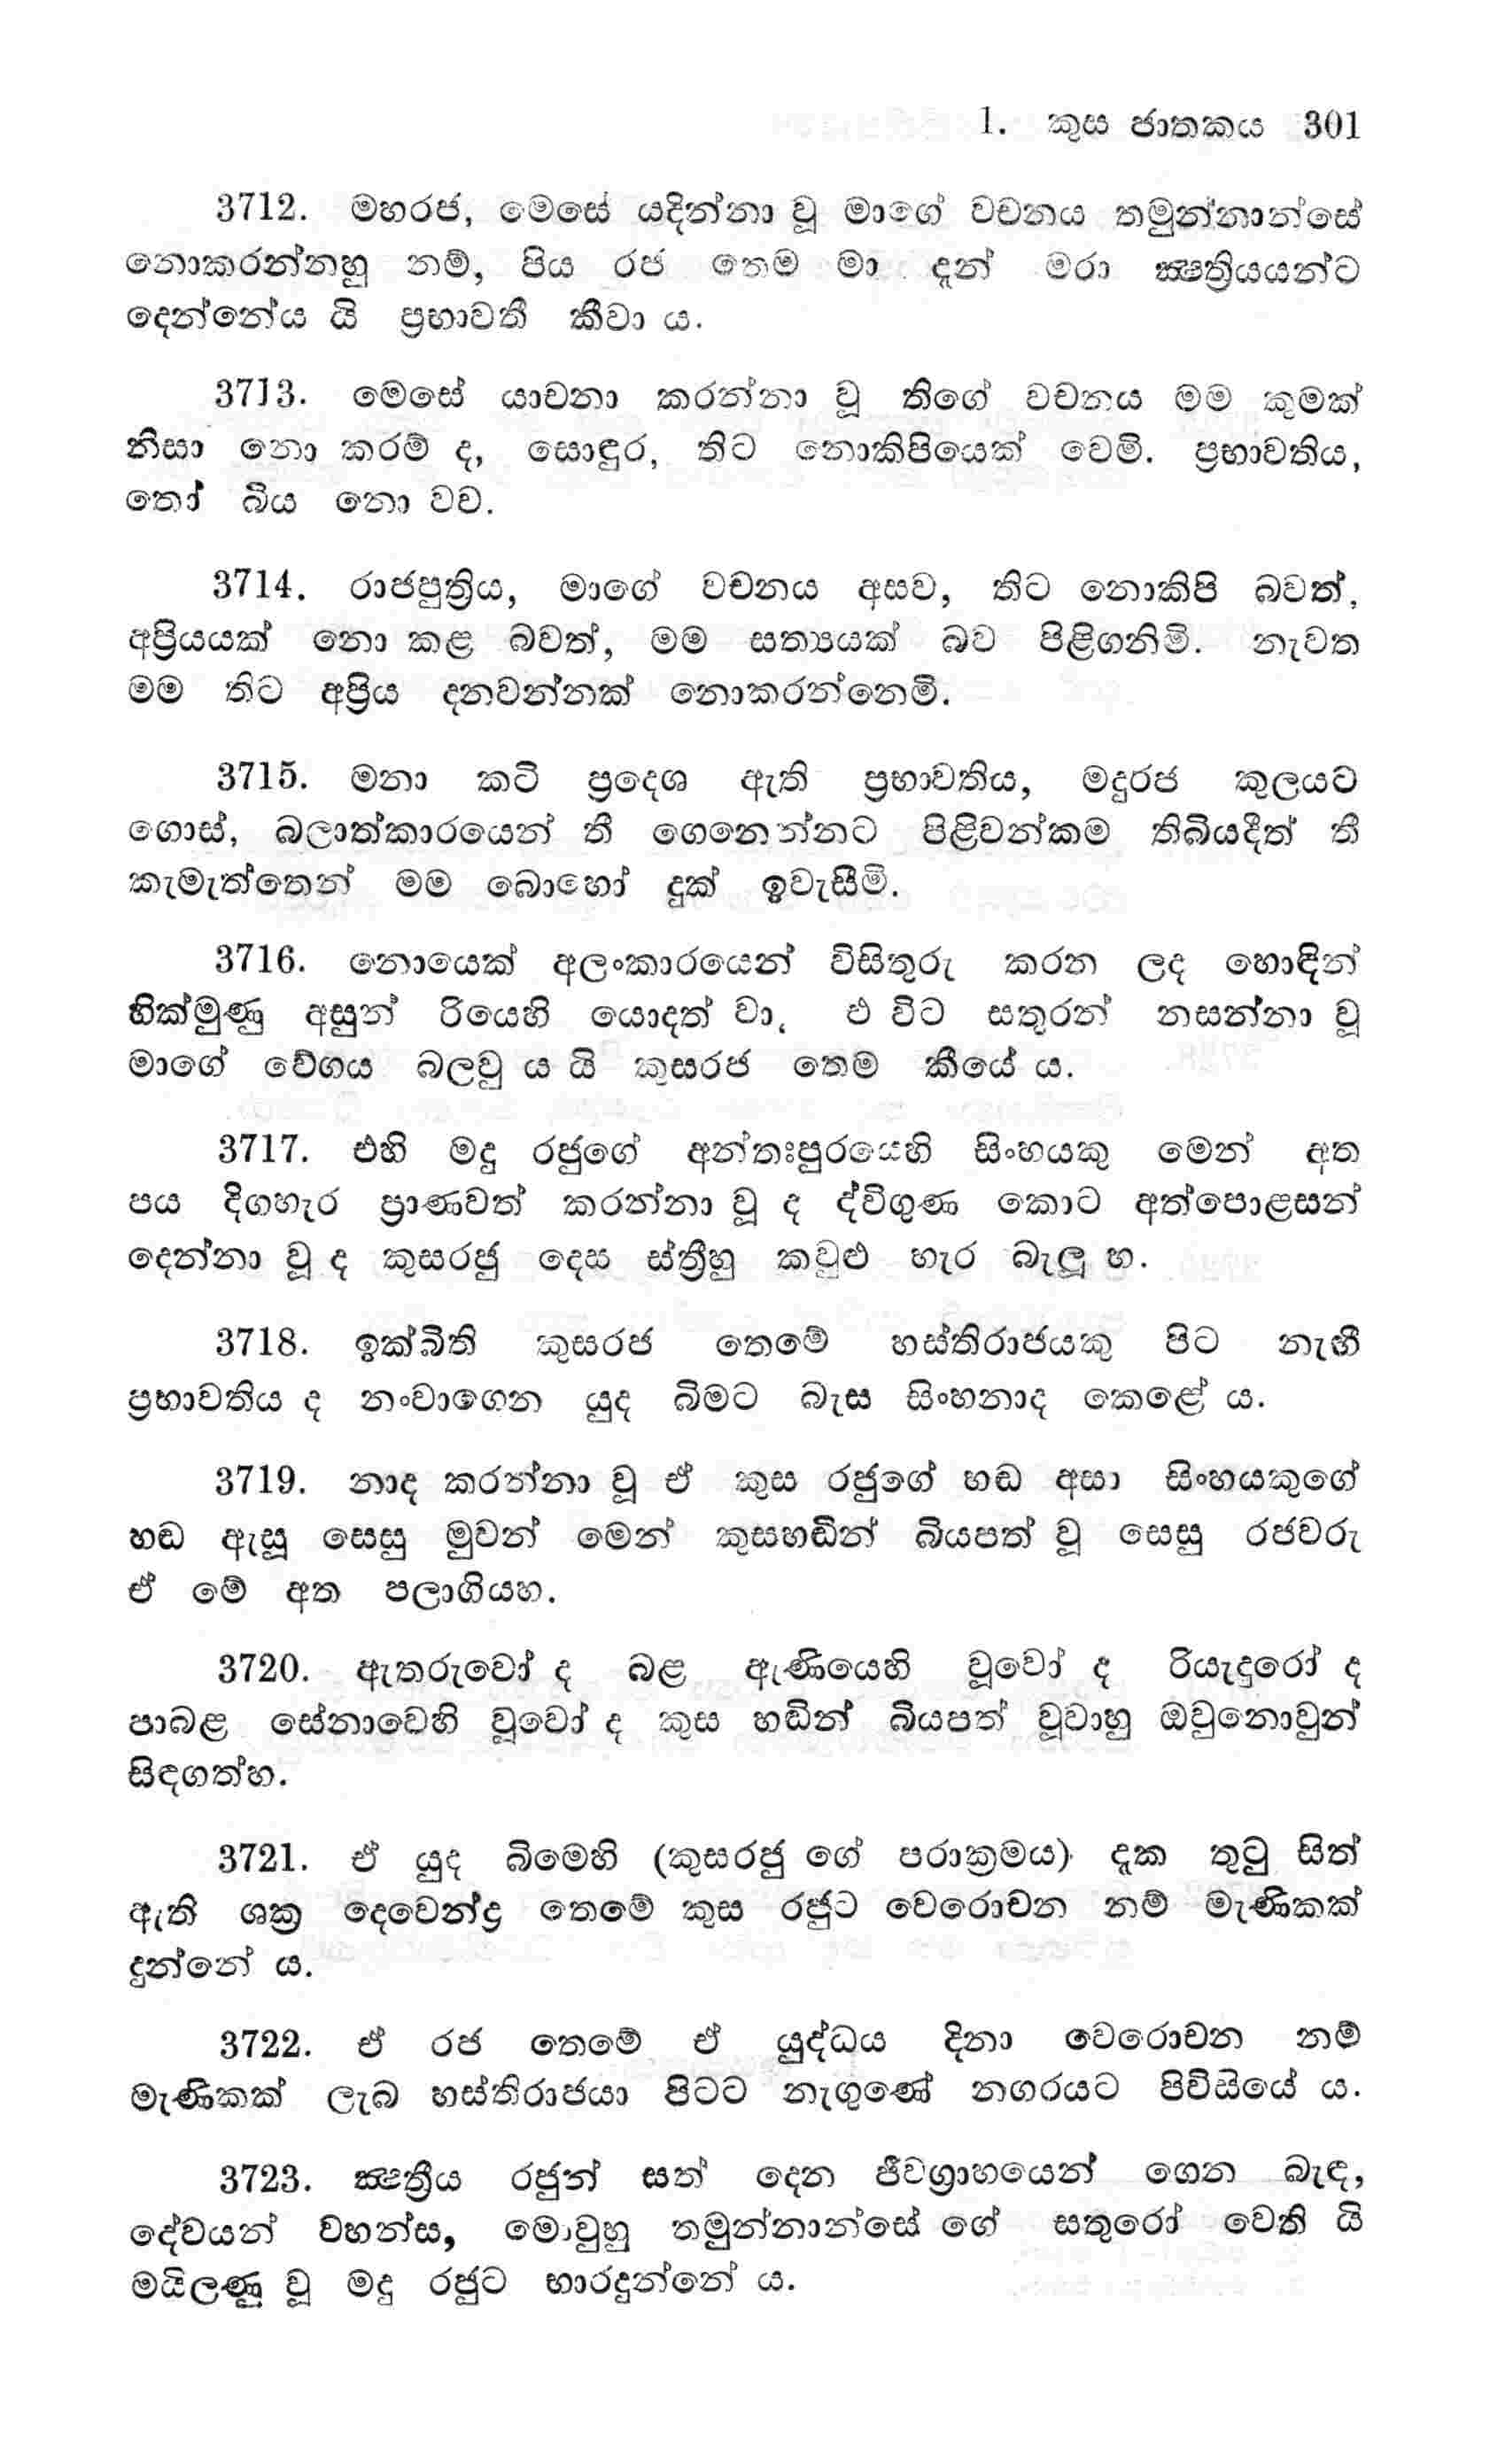 1. කුස ජාතකය 301
3712. මහරජ, මෙසේ යදින්නා වූ මාගේ වචනය තමුන්නාන්සේ
නොකරන්නහු නම්, පිය රජ තෙම මා දැන් මරා ක්‍ෂත්‍රියයන්ට
දෙන්නේය යි ප්‍රභාවතී කීවා ය.
3713. මෙසේ යාචනා කරන්නා වූ තිගේ වචනය මම කුමක්
නිසා නො කරම් ද, සොඳුර, තිට නොකිපියෙක් වෙමි. ප්‍රභාවතිය,
තෝ බිය නො වව.
3714. රාජපුත්‍රිය, මාගේ වචනය අසව, තිට නොකිපි බවත්,
අප්‍රියයක් නො කළ බවත්, මම සත්‍යයක් බව පිළිගනිමි. නැවත
මම තිට අප්‍රිය දනවන්නක් නොකරන්නෙමි.
3715. මනා කටි ප්‍රදෙශ ඇති ප්‍රභාවතිය, මදුරජ කුලයට
ගොස්, බලාත්කාරයෙන් තී ගෙනෙන්නට පිළිවන්කම තිබියදීත් තී
කැමැත්තෙන් මම බොහෝ දුක් ඉවැසීමි.
3716. නොයෙක් අලංකාරයෙන් විසිතුරු කරන ලද හොඳින්
හික්මුණු අසුන් රියෙහි යොදත් වා, එ විට සතුරන් නසන්නා වූ
මාගේ වේගය බලවු ය යි කුසරජ තෙම කීයේ ය.
3717. එහි මදු රජුගේ අන්තඃපුරයෙහි සිංහයකු මෙන් අත
පය දිගහැර ප්‍රාණවත් කරන්නා වූ ද ද්විගුණ කොට අත්පොළසන්
දෙන්නා වූ ද කුසරජු දෙස ස්ත්‍රීහු කවුළු හැර බැලූ හ.
3718. ඉක්බිති කුසරජ තෙමේ හස්තිරාජයකු පිට නැඟී
ප්‍රභාවතිය ද නංවාගෙන යුද බිමට බැස සිංහනාද කෙළේ ය.
3719. නාද කරන්නා වූ ඒ කුස රජුගේ හඬ අසා සිංහයකුගේ
හඬ ඇසූ සෙසු මුවන් මෙන් කුසහඬින් බියපත් වූ සෙසු රජවරු
ඒ මේ අත පලාගියහ.
3720. ඇතරුවෝ ද බළ ඇණියෙහි වූවෝ ද රියැදුරෝ ද
පාබළ සේනාවෙහි වූවෝ ද කුස හඬින් බියපත් වූවාහු ඔවුනොවුන්
සිඳගත්හ.
3721. ඒ යුද බිමෙහි (කුසරජු ගේ පරාක්‍රමය) දැක තුටු සිත්
ඇති ශක්‍ර දෙවෙන්ද්‍ර තෙමේ කුස රජුට වෙරොචන නම් මැණිකක්
දුන්නේ ය.
3722. ඒ රජ තෙමේ ඒ යුද්ධය දිනා වෙරොචන නම්
මැණිකක් ලැබ හස්තිරාජයා පිටට නැගුණේ නගරයට පිවිසියේ ය.
3723. ක්‍ෂත්‍රිය රජුන් සත් දෙන ජීවග්‍රාහයෙන් ගෙන බැඳ,
දේවයන් වහන්ස, මොවුහු තමුන්නාන්සේ ගේ සතුරෝ වෙති යි
මයිලණු වූ මදු රජුට භාරදුන්නේ ය.